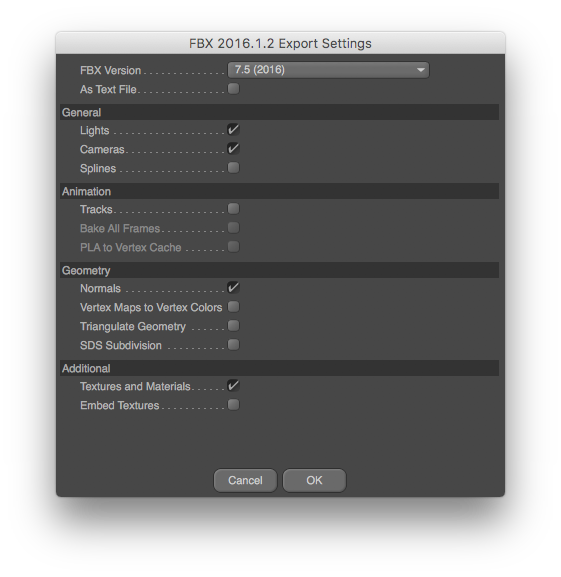 FBX 2016.1.2 Export Settings
FBX Version . . . . . . . . . . . . . 7.5 (2016)
As Text File. . . . . . . . . . . . . .
General
Lights . . . . . . . . . . . . . . . . . .
Cameras. . . . . . . . . . . . . . . .
Splines . . . . . . . . . . . . . . . . .
Animation
Tracks. . . . . . . . . . . . . . . . . .
Bake All Frames. . . . . . . . . .
PLA to Vertex Cache . . . . . .
Geometry
Normals . . . . . . . . . . . . . . . .
Vertex Maps to Vertex Colors
Triangulate Geometry . . . . . .
SDS Subdivision . . . . . . . . .
Additional
Textures and Materials. . . . .
Embed Textures. . . . . . . . . .
Cancel OK